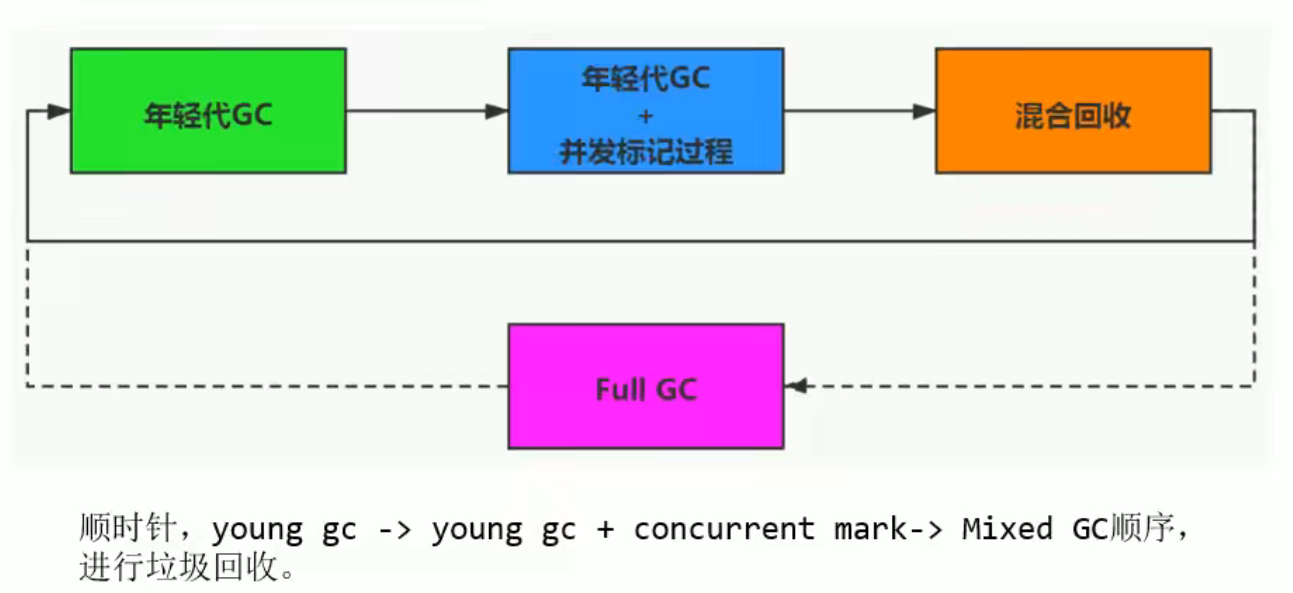 年轻代GC
年轻代GC
+
并发标记过程
混合回收
Full GC
顺时针，young gc -> young gc + concurrent mark-> Mixed GC顺序，
进行垃圾回收。